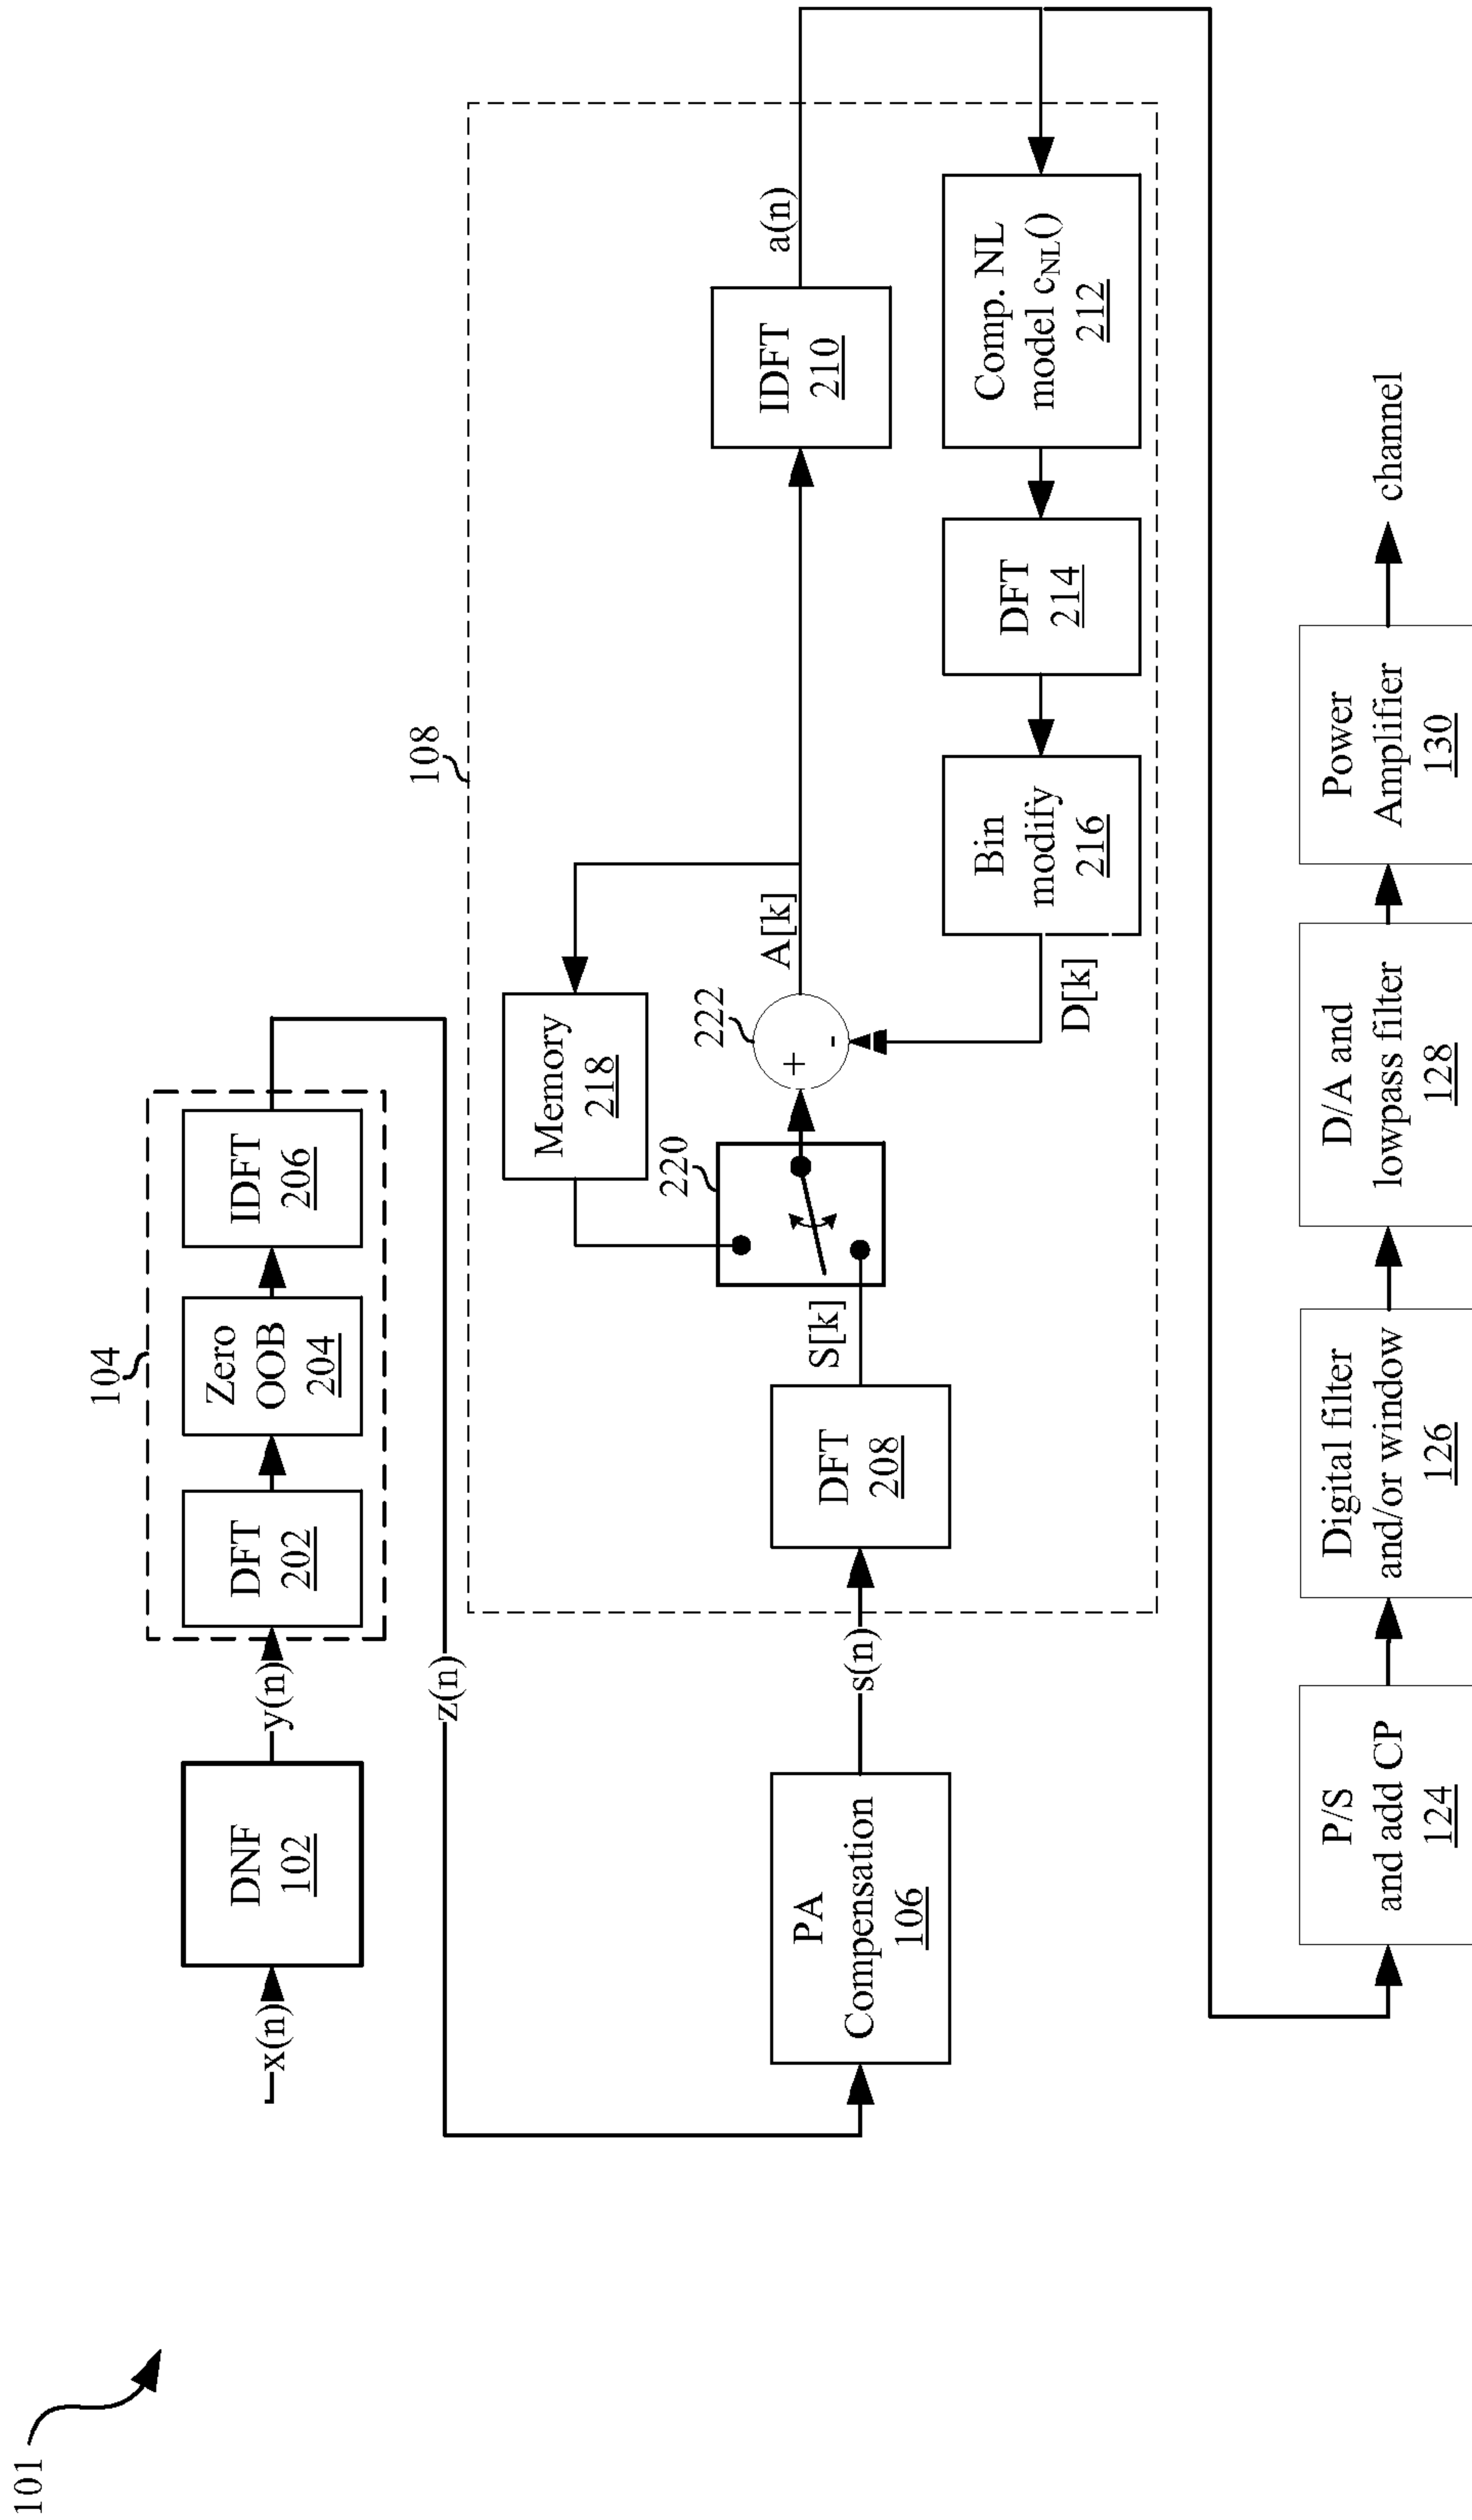 101
x(n)
DNF
102
y(n)
104
DFT
202
Zero
OOB
204
IDFT
206
z(n)
108
PA
Compensation
106
s(n)
DFT
208
S[k]
220
Memory
218
222
+
-
A[k]
D[k]
IDFT
210
a(n)
Comp. NL
model cNL()
212
DFT
214
Bin
modify
216
P/S
and add CP
124
Digital filter
and/or window
126
D/A and
lowpass filter
128
Power
Amplifier
130
channel